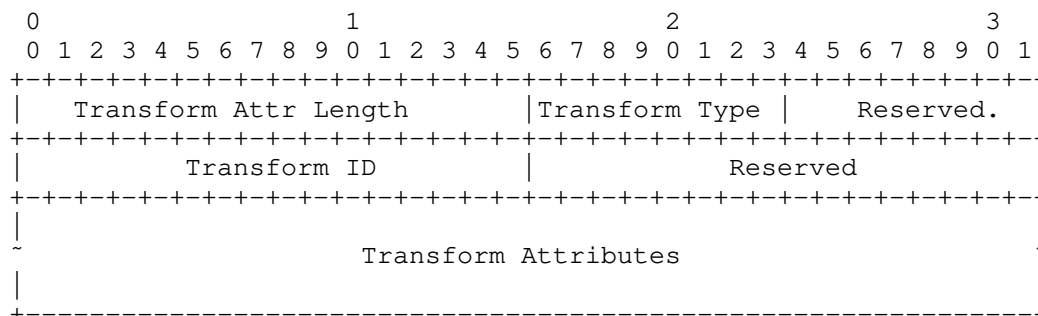 0                   1                   2                   3
 0 1 2 3 4 5 6 7 8 9 0 1 2 3 4 5 6 7 8 9 0 1 2 3 4 5 6 7 8 9 0 1
+-+-+-+-+-+-+-+-+-+-+-+-+-+-+-+-+-+-+-+-+-+-+-+-+-+-+-+-+-+-+-+-
|   Transform Attr Length       |Transform Type |    Reserved.
+-+-+-+-+-+-+-+-+-+-+-+-+-+-+-+-+-+-+-+-+-+-+-+-+-+-+-+-+-+-+-+-
|          Transform ID         |            Reserved
+-+-+-+-+-+-+-+-+-+-+-+-+-+-+-+-+-+-+-+-+-+-+-+-+-+-+-+-+-+-+-+-
|
~                     Transform Attributes                      ~
|
+----------------------------------------------------------------